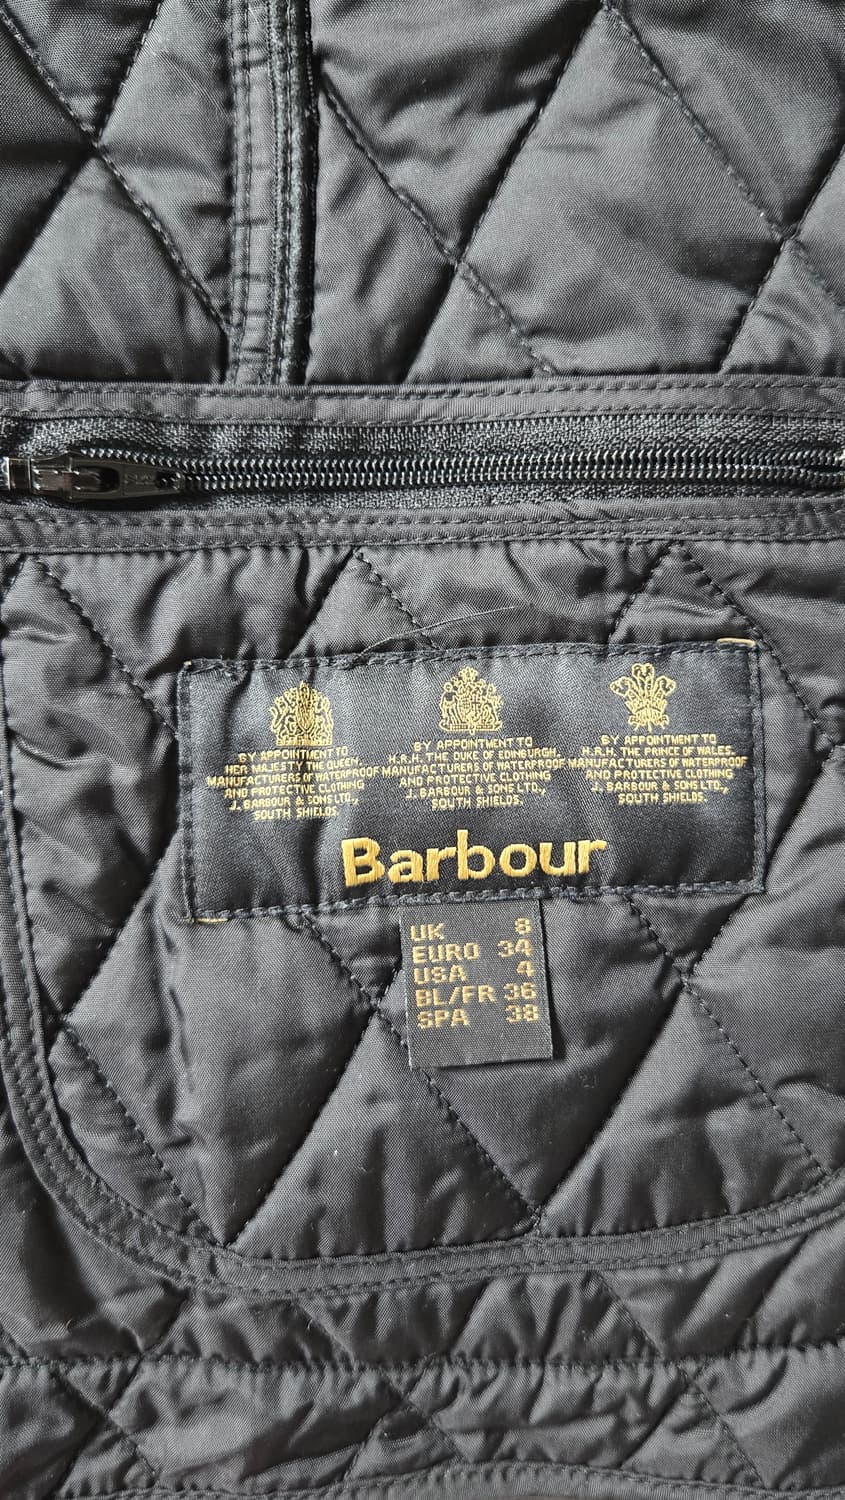 BY APPOINTMENT TO
HER MAJESTY THE QUEEN,
MANUFACTURERS OF WATERPROOF
AND PROTECTIVE CLOTHING
J. BARBOUR & SONS LTD.,
SOUTH SHIELDS.
BY APPOINTMENT TO
H.R.H. THE DUKE OF EDINBURGH,
MANUFACTURERS OF WATERPROOF
AND PROTECTIVE CLOTHING
J. BARBOUR & SONS LTD.,
SOUTH SHIELDS.
BY APPOINTMENT TO
H.R.H. THE PRINCE OF WALES.
MANUFACTURERS OF WATERPROOF
AND PROTECTIVE CLOTHING
J. BARBOUR & SONS LTD.,
SOUTH SHIELDS.
Barbour
UK 8
EURO 34
USA 4
BL/FR 36
SPA 38